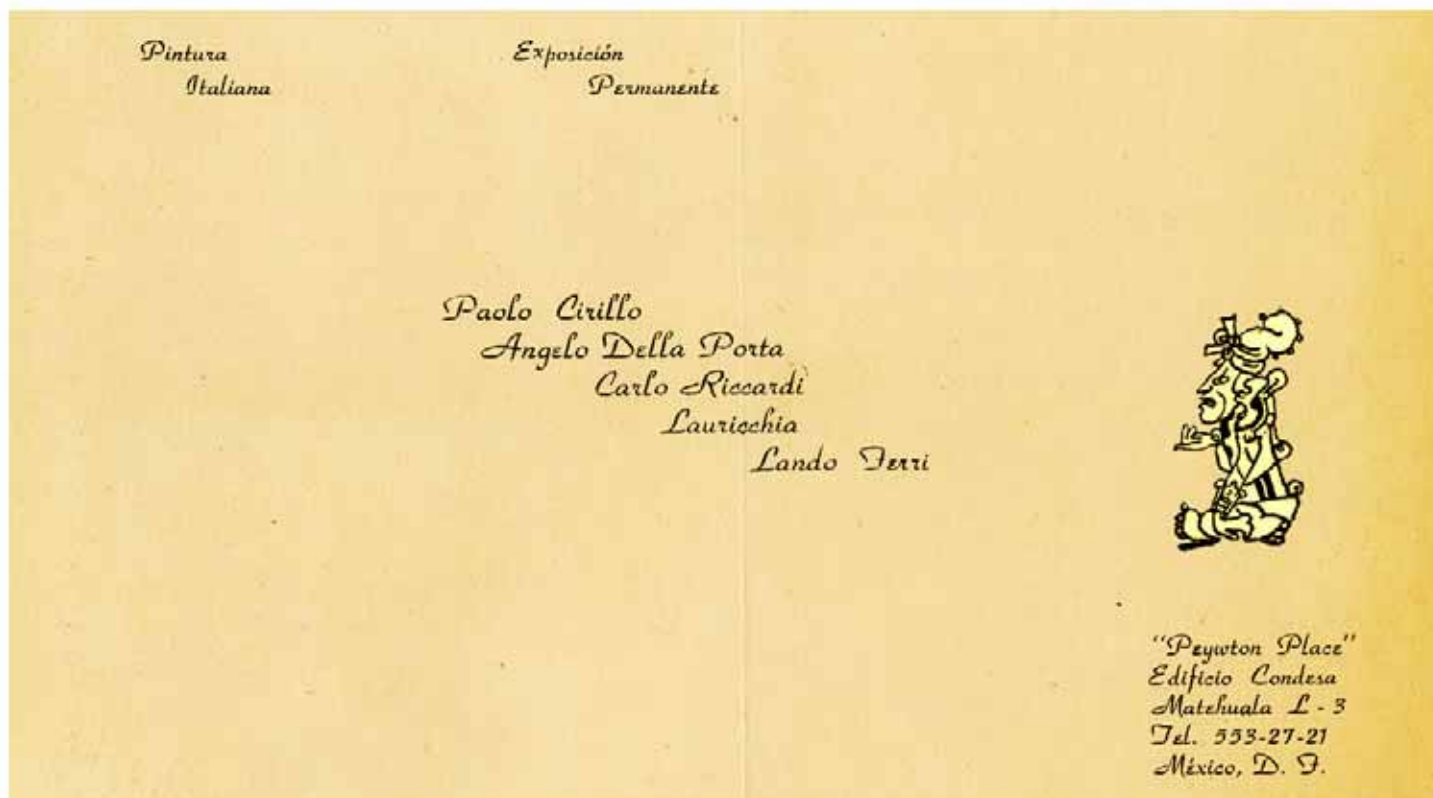 Pintura
Italiana
Exposición
Permanente
Paolo Cirillo
Angelo Della Porta
Carlo Riccardi
Lauricchia
Lando Ferri
"Peywton Place"
Edificio Condesa
Matehuala L - 3
Tel. 553-27-21
México, D. F.